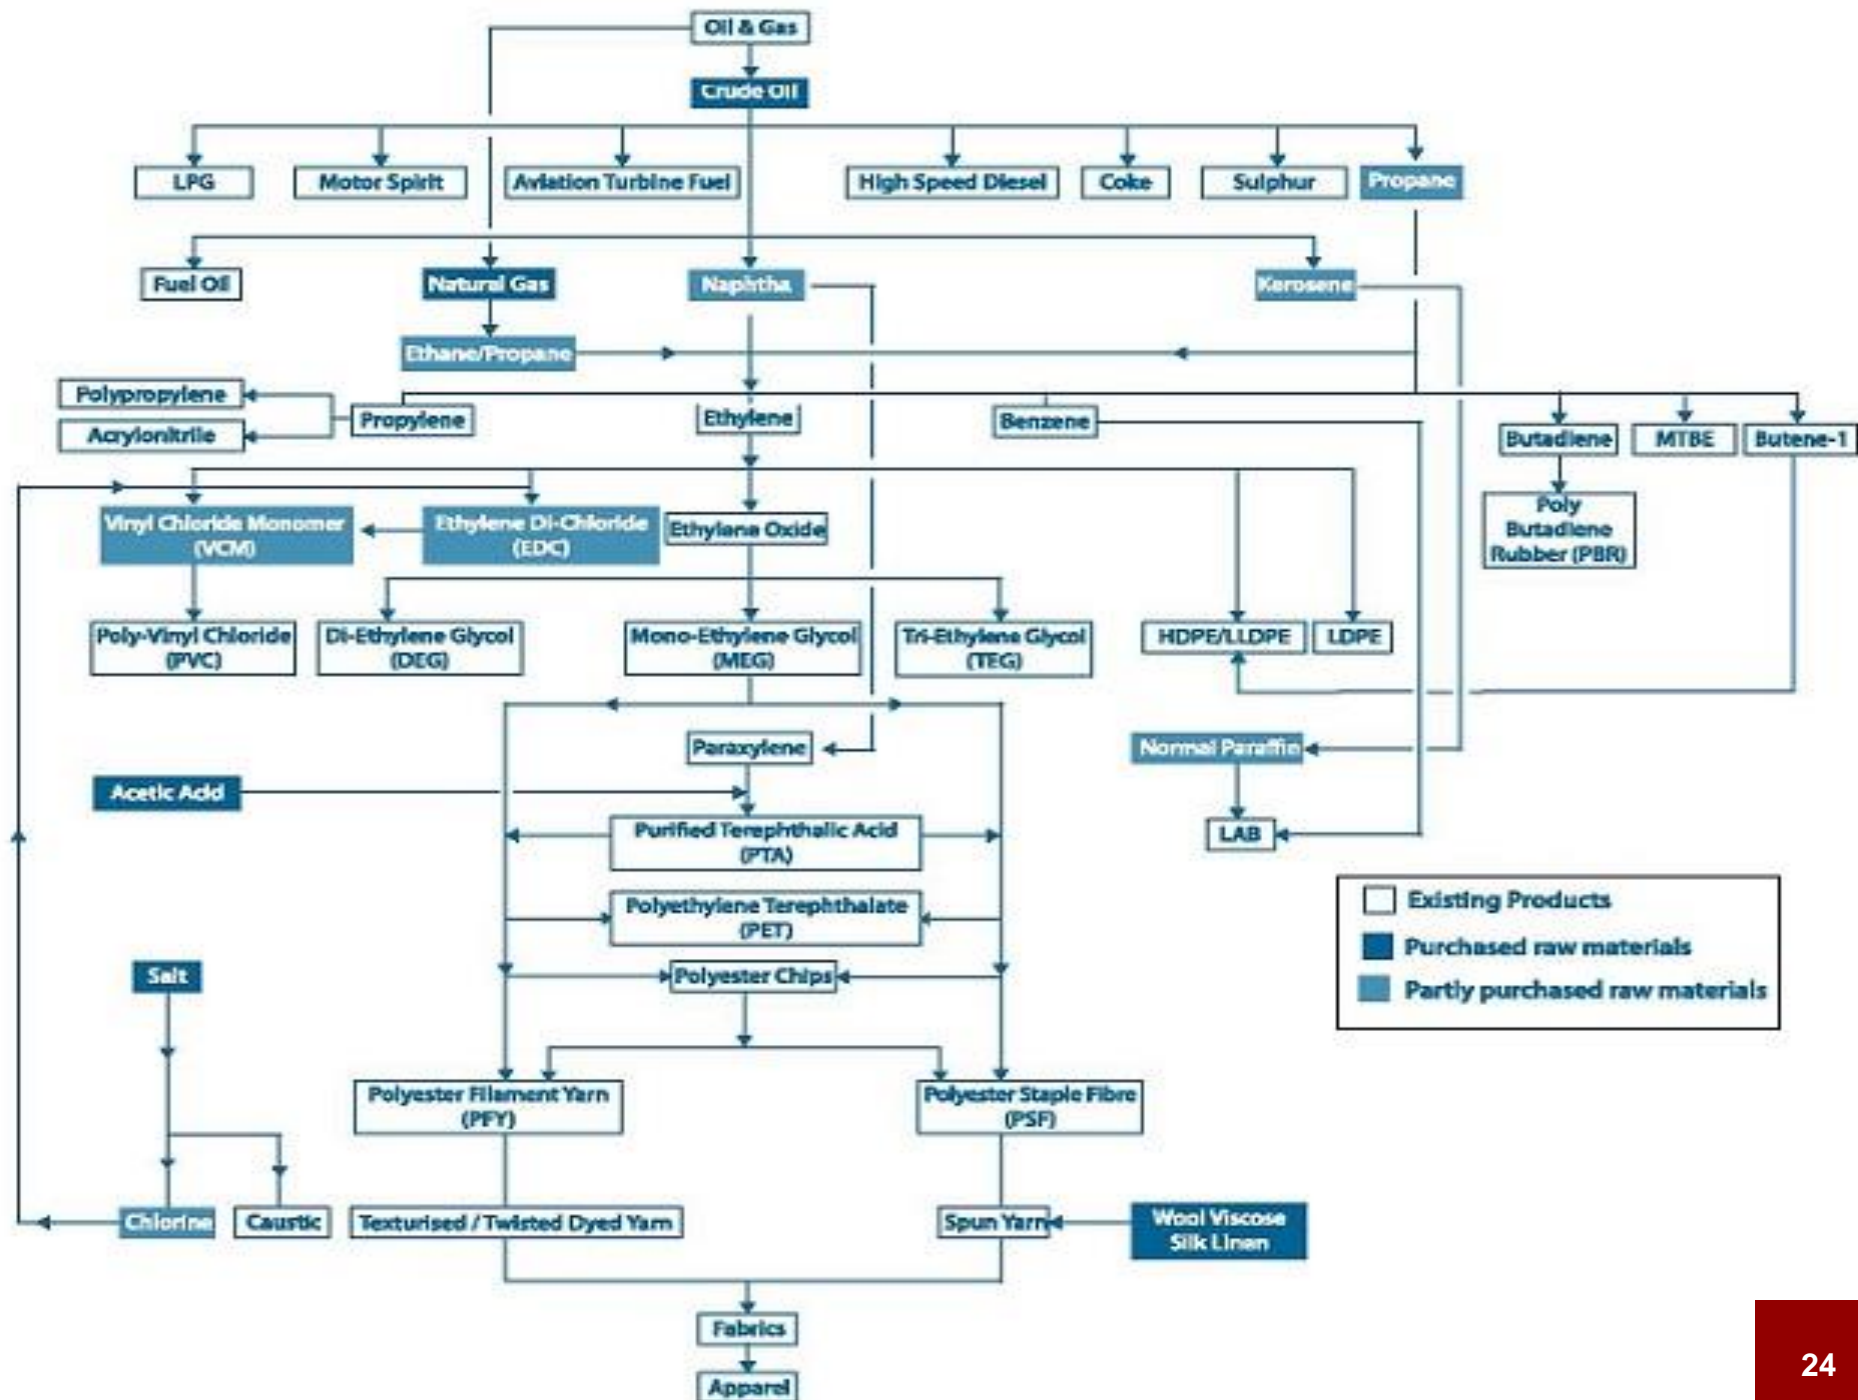 Oil & Gas
Crude Oil
LPG
Motor Spirit
Aviation Turbine Fuel
High Speed Diesel
Coke
Sulphur
Propane
Fuel Oil
Natural Gas
Naphtha
Kerosene
Ethane/Propane
Polypropylene
Acrylonitrile
Propylene
Ethylene
Benzene
Butadiene
MTBE
Butene-1
Vinyl Chloride Monomer
(VCM)
Ethylene Di-Chloride
(EDC)
Ethylene Oxide
Poly
Butadiene
Rubber (PBR)
Poly-Vinyl Chloride
(PVC)
Di-Ethylene Glycol
(DEG)
Mono-Ethylene Glycol
(MEG)
Tri-Ethylene Glycol
(TEG)
HDPE/LLDPE
LDPE
Paraxylene
Normal Paraffin
Acetic Acid
Purified Terephthalic Acid
(PTA)
LAB
Polyethylene Terephthalate
(PET)
Existing Products
Purchased raw materials
Partly purchased raw materials
Salt
Polyester Chips
Polyester Filament Yarn
(PFY)
Polyester Staple Fibre
(PSF)
Chlorine
Caustic
Texturised / Twisted Dyed Yarn
Spun Yarn
Wool Viscose
Silk Linen
Fabrics
Apparel
24